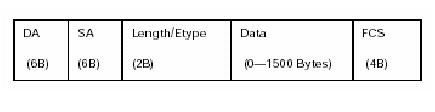 DA SA Length/Etype Data FCS
(6B) (6B) (2B) (0—1500 Bytes) (4B)